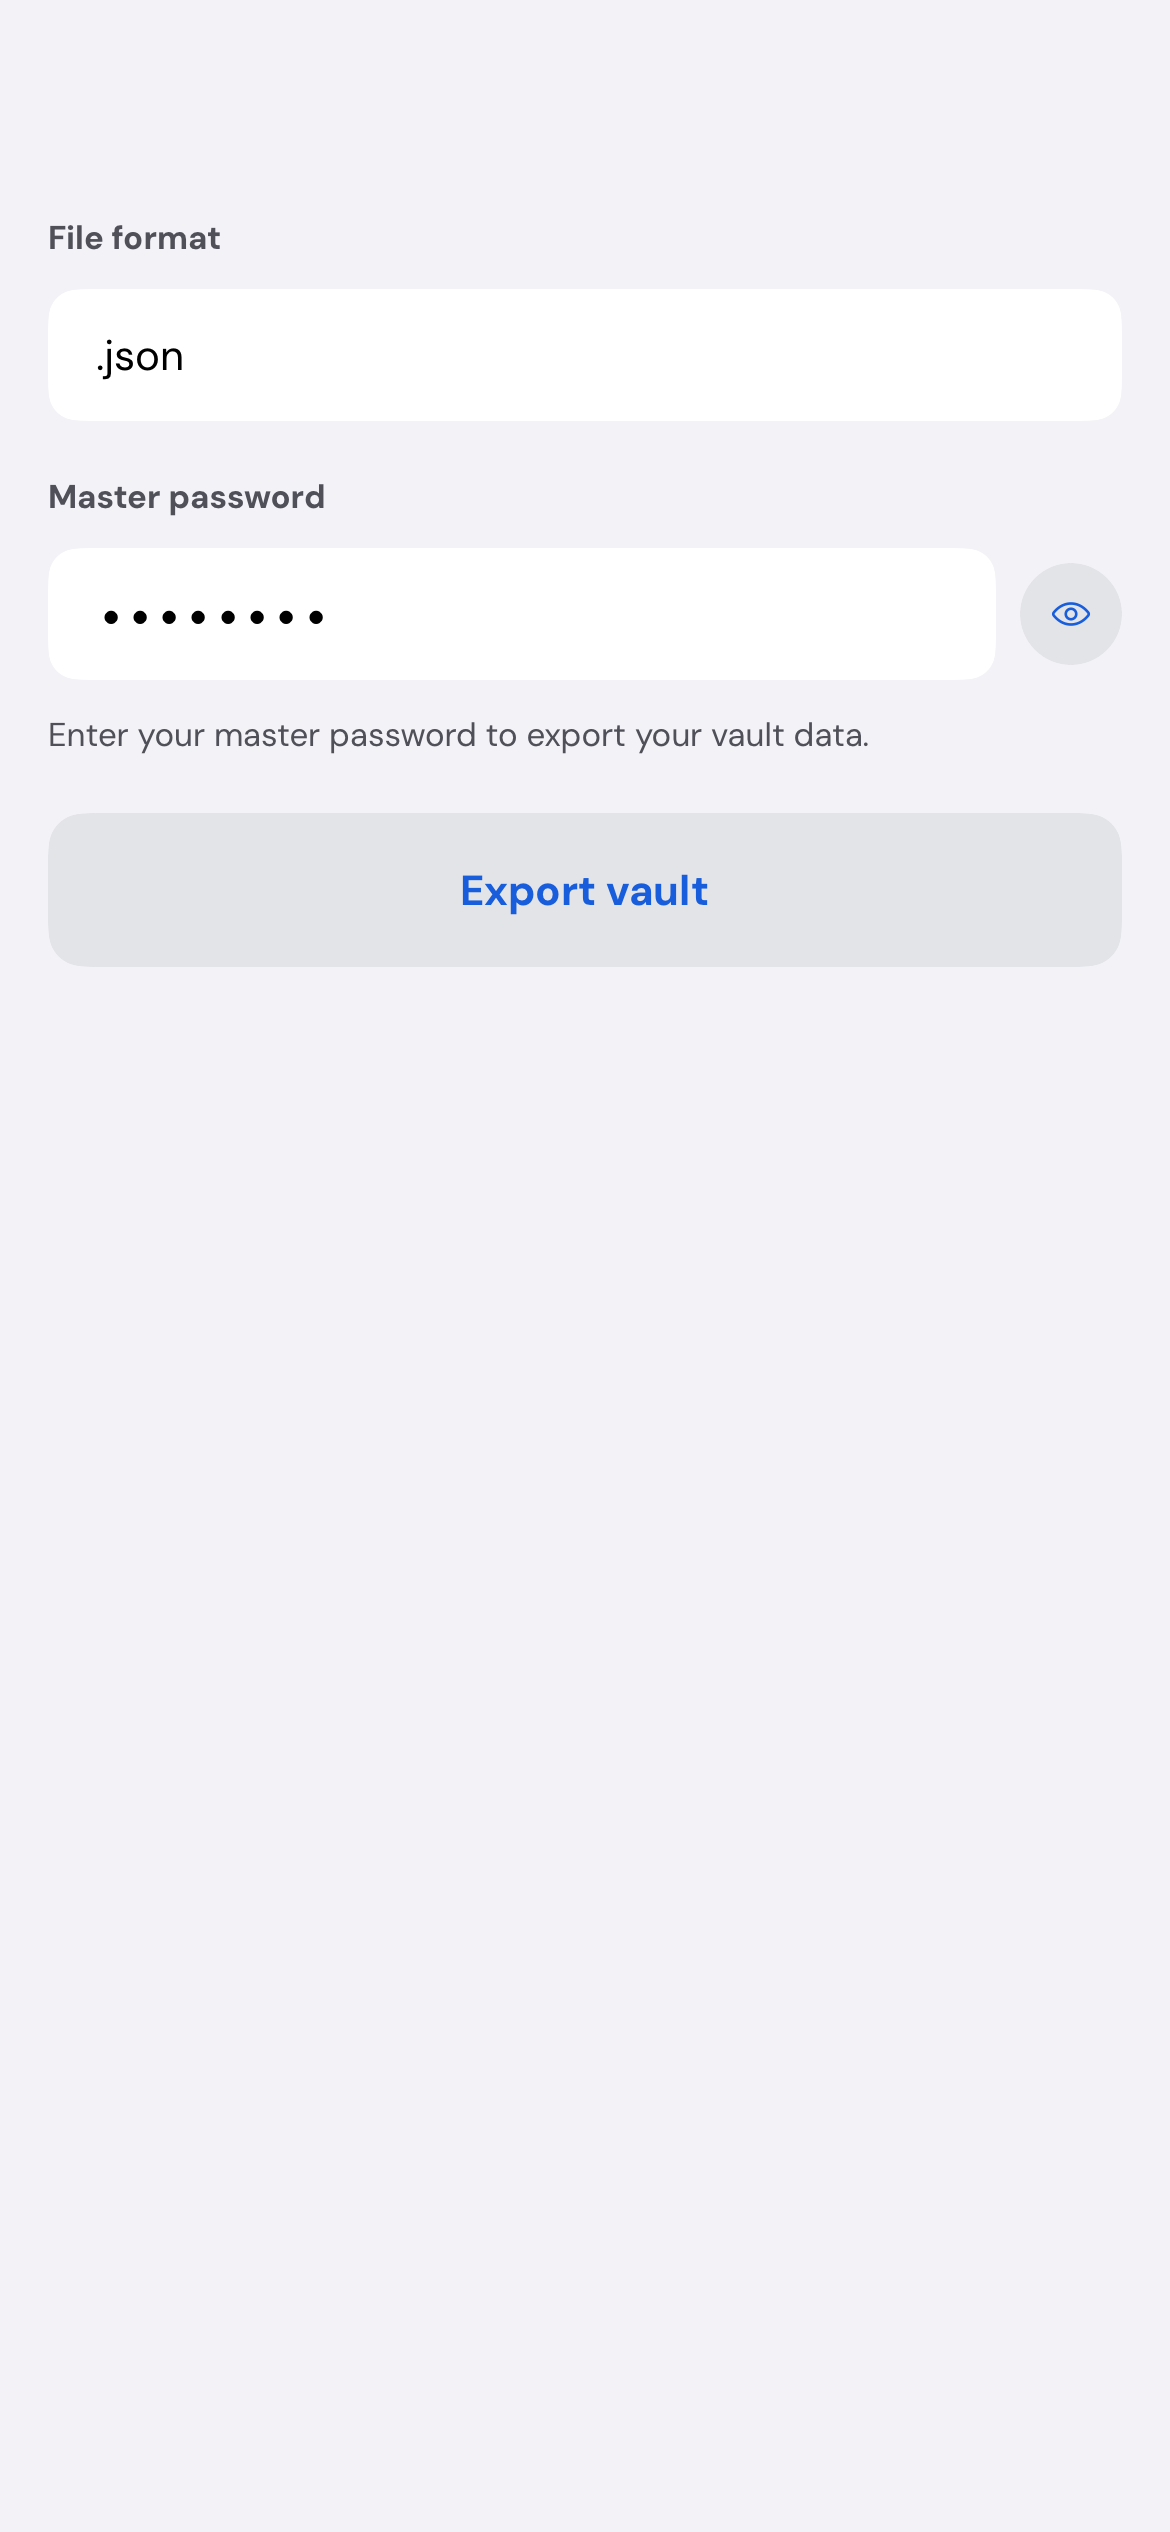 File format
.json
Master password
••••••••
Enter your master password to export your vault data.
Export vault